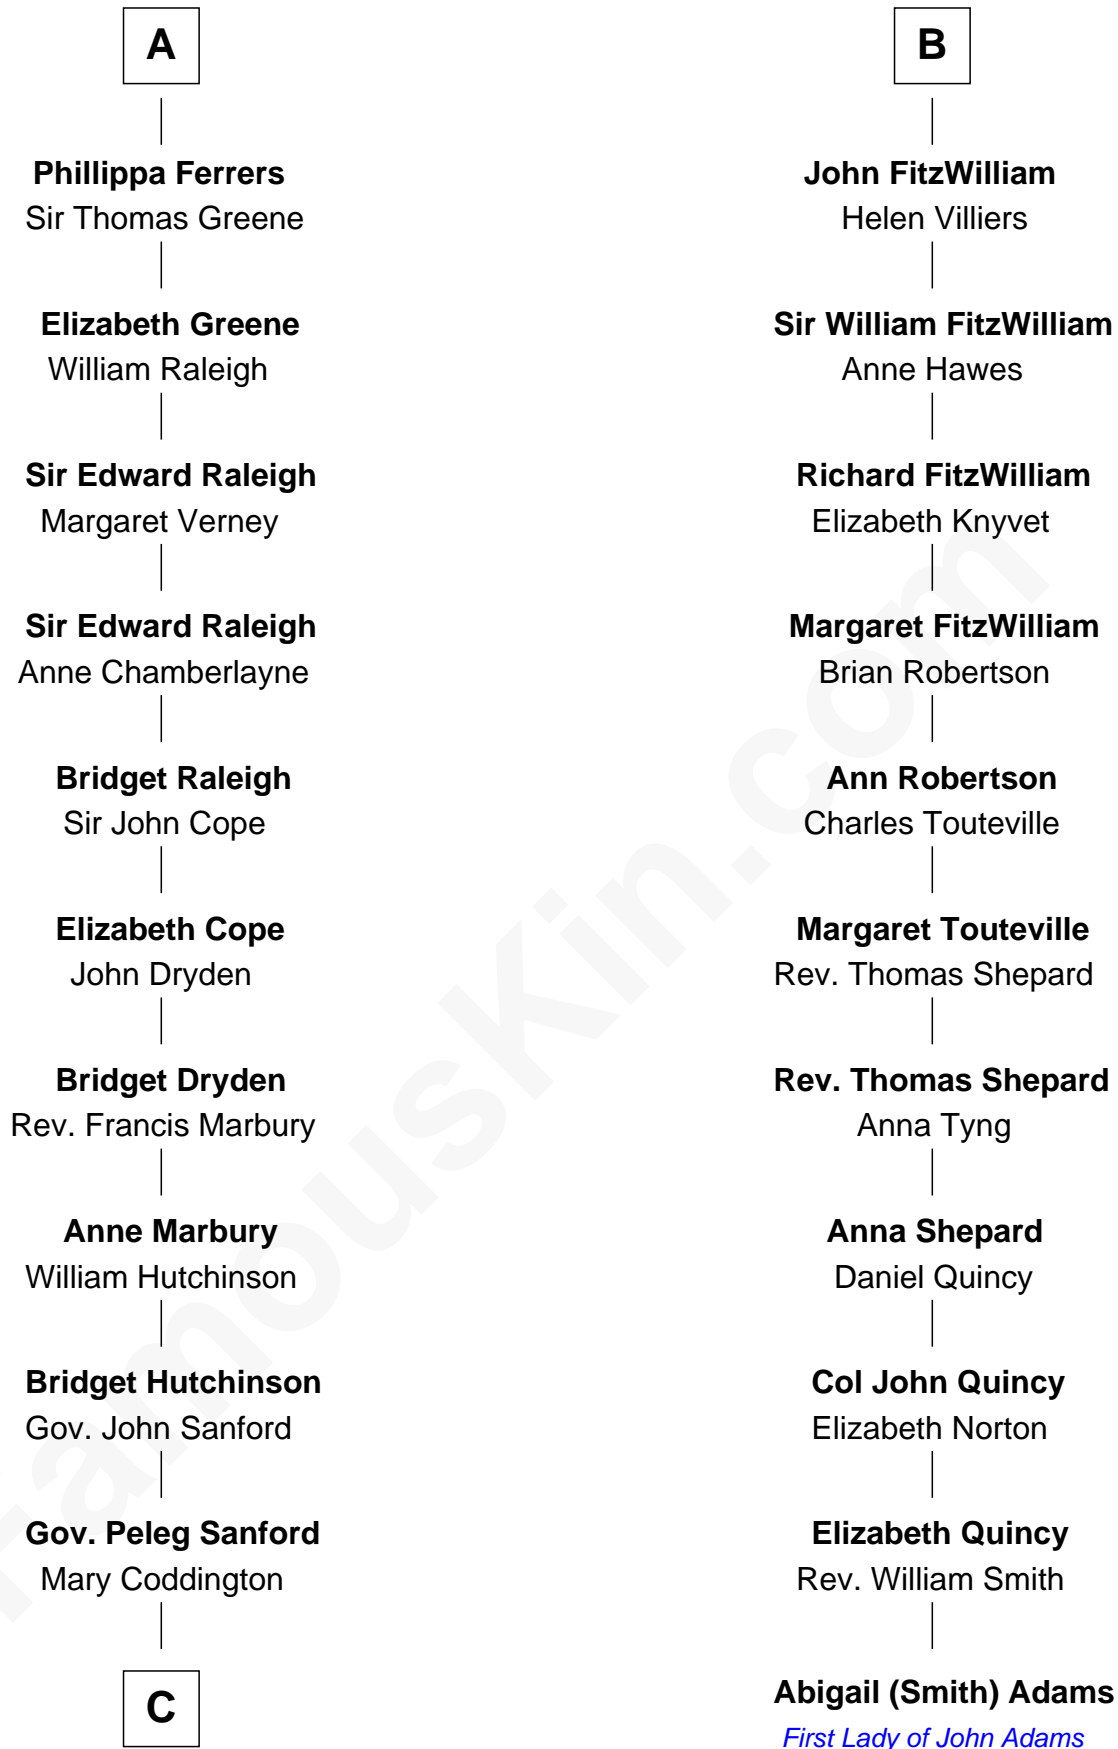 A
Phillippa Ferrers
Sir Thomas Greene
Elizabeth Greene
William Raleigh
Sir Edward Raleigh
Margaret Verney
Sir Edward Raleigh
Anne Chamberlayne
Bridget Raleigh
Sir John Cope
Elizabeth Cope
John Dryden
Bridget Dryden
Rev. Francis Marbury
Anne Marbury
William Hutchinson
Bridget Hutchinson
Gov. John Sanford
Gov. Peleg Sanford
Mary Coddington
C
B
John FitzWilliam
Helen Villiers
Sir William FitzWilliam
Anne Hawes
Richard FitzWilliam
Elizabeth Knyvet
Margaret FitzWilliam
Brian Robertson
Ann Robertson
Charles Touteville
Margaret Touteville
Rev. Thomas Shepard
Rev. Thomas Shepard
Anna Tyng
Anna Shepard
Daniel Quincy
Col John Quincy
Elizabeth Norton
Elizabeth Quincy
Rev. William Smith
Abigail (Smith) Adams
First Lady of John Adams
FamousKin.com